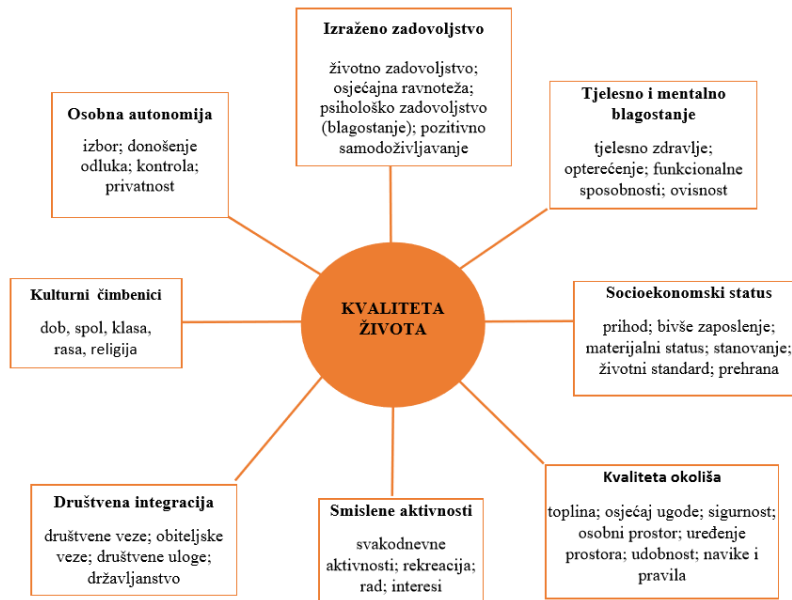 Izraženo zadovoljstvo
životno zadovoljstvo;
osjećajna ravnoteža;
psihološko zadovoljstvo
(blagostanje); pozitivno
samodoživljavanje
Osobna autonomija
izbor; donošenje
odluka; kontrola;
privatnost
Tjelesno i mentalno
blagostanje
tjelesno zdravlje;
opterećenje; funkcionalne
sposobnosti; ovisnost
Kulturni čimbenici
dob, spol, klasa,
rasa, religija
KVALITETA
ŽIVOTA
Socioekonomski status
prihod; bivše zaposlenje;
materijalni status; stanovanje;
životni standard; prehrana
Društvena integracija
društvene veze; obiteljske
veze; društvene uloge;
državljanstvo
Smislene aktivnosti
svakodnevne
aktivnosti; rekreacija;
rad; interesi
Kvaliteta okoliša
toplina; osjećaj ugode; sigurnost;
osobni prostor; uređenje
prostora; udobnost; navike i
pravila